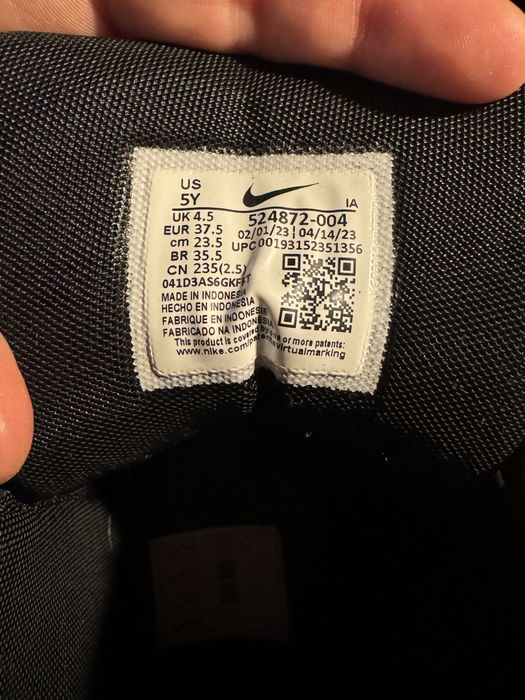 US
5Y
IA
UK 4.5
524872-004
EUR 37.5
02/01/23 | 04/14/23
cm 23.5
UPC 00193152351356
BR 35.5
CN 235(2.5)
041D3AS6GKFFT
MADE IN INDONESIA
HECHO EN INDONESIA
FABRIQUE EN INDONESIE
FABRICADO NA INDONESIA
This product is covered by one or more patents:
www.nike.com/patents virtualmarking